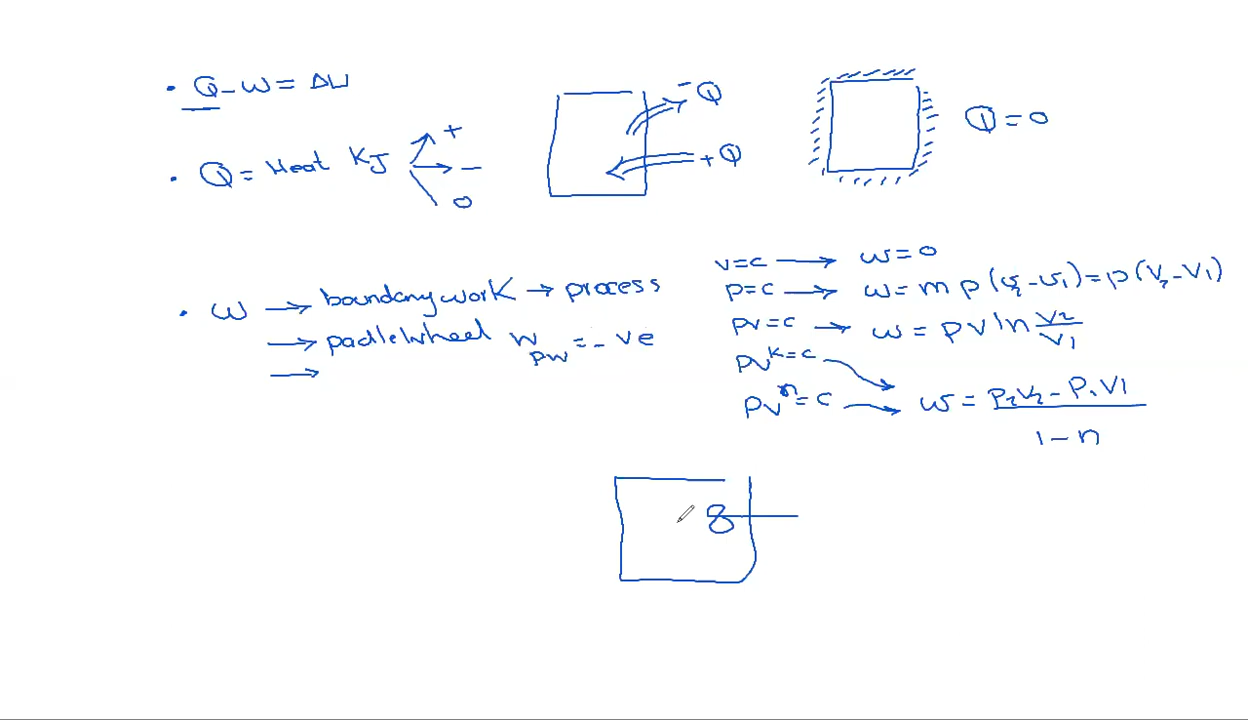 • Q - w = ΔU
- Q
+ Q
Q = 0
• Q = Heat KJ
+
-
0
• w → boundary work → process
→ padlewheel Wpw = - ve
→
v=c → w = 0
p=c → w = m p (v₂ - v₁) = p (V₂ - V₁)
pv=c → w = pv ln V2/V1
pv^k=c
pv^n=c → w = P₂V₂ - P₁V1 / 1 - n